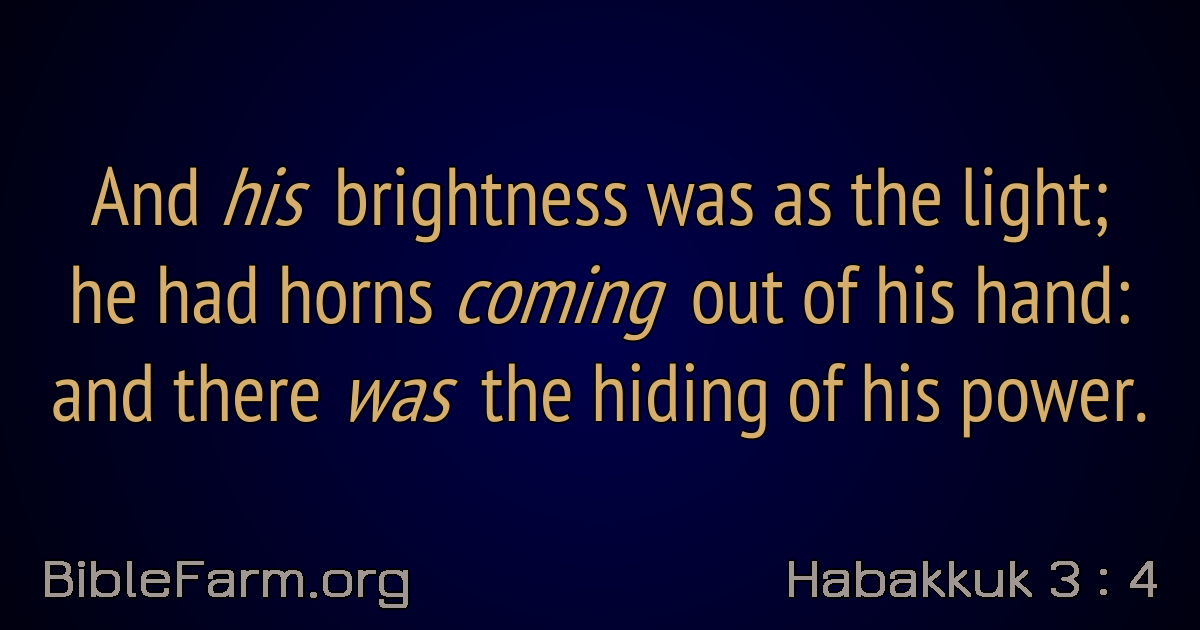 And his brightness was as the light;
he had horns coming out of his hand:
and there was the hiding of his power.
BibleFarm.org
Habakkuk 3 : 4